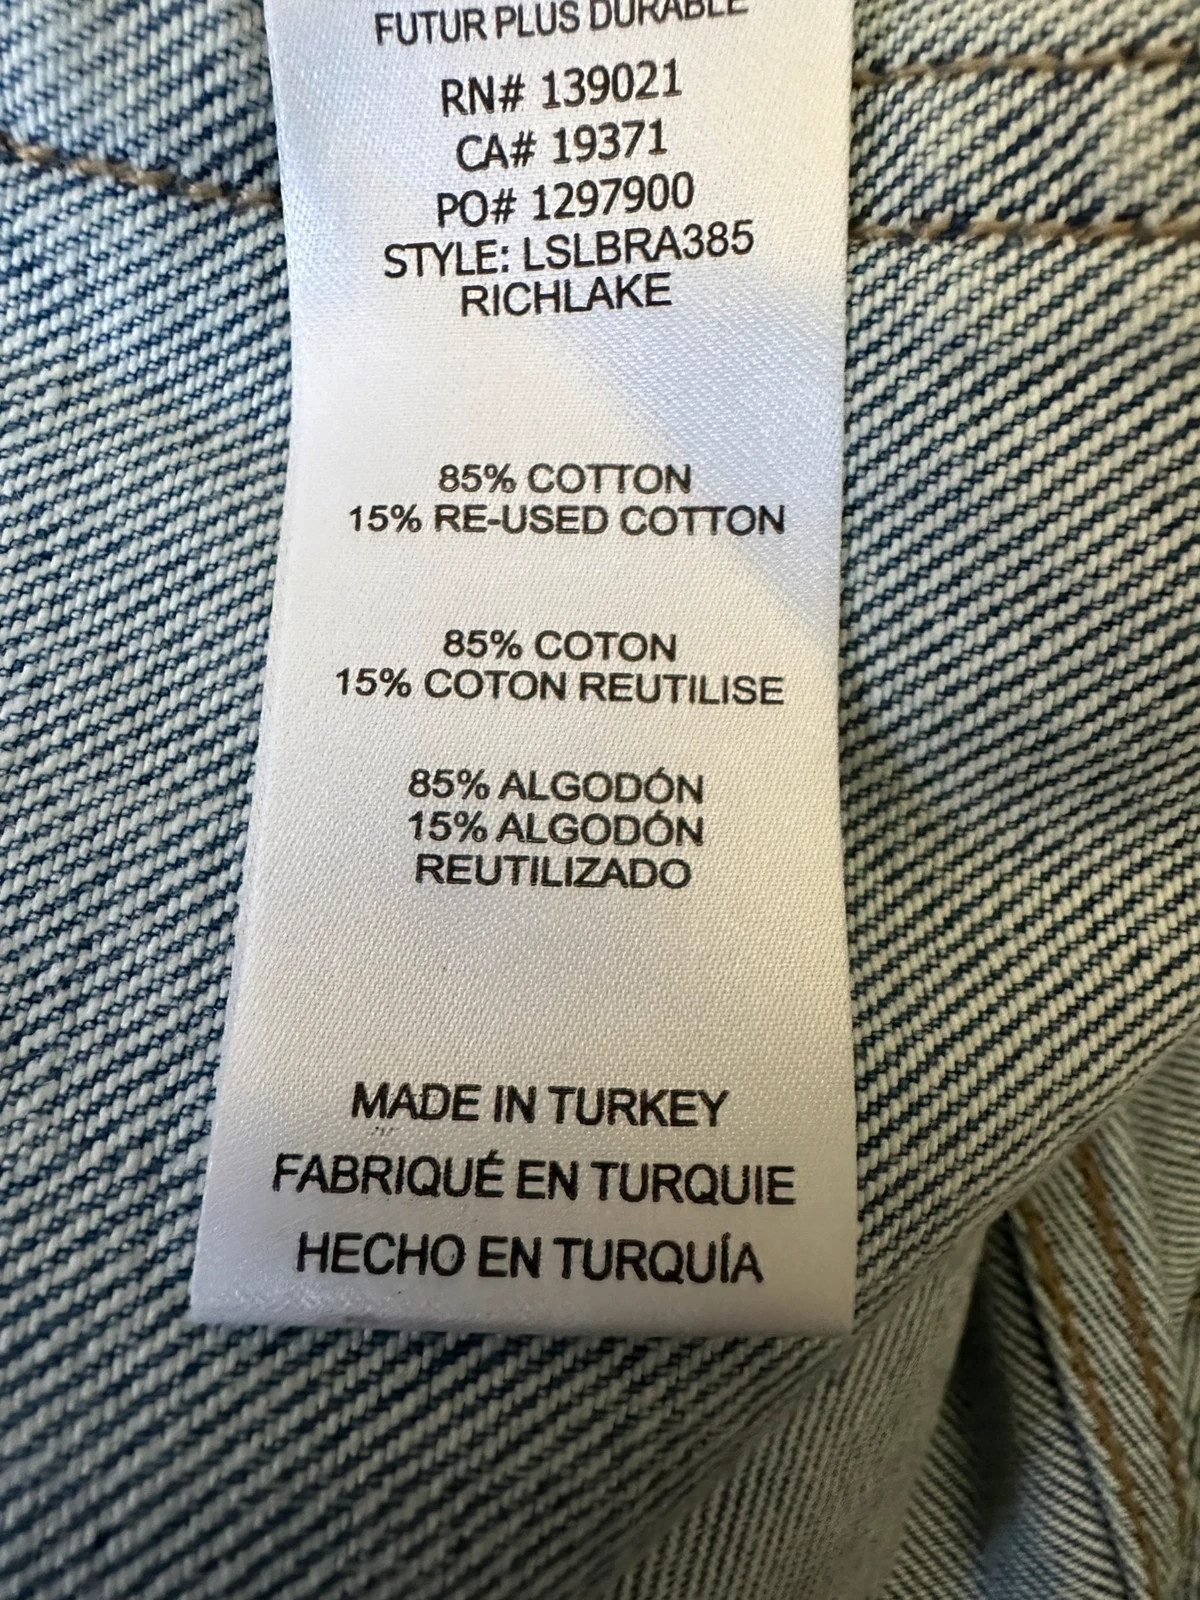 FUTUR PLUS DURABLE
RN# 139021
CA# 19371
PO# 1297900
STYLE: LSLBRA385
RICHLAKE
85% COTTON
15% RE-USED COTTON
85% COTON
15% COTON REUTILISE
85% ALGODÓN
15% ALGODÓN
REUTILIZADO
MADE IN TURKEY
FABRIQUÉ EN TURQUIE
HECHO EN TURQUÍA